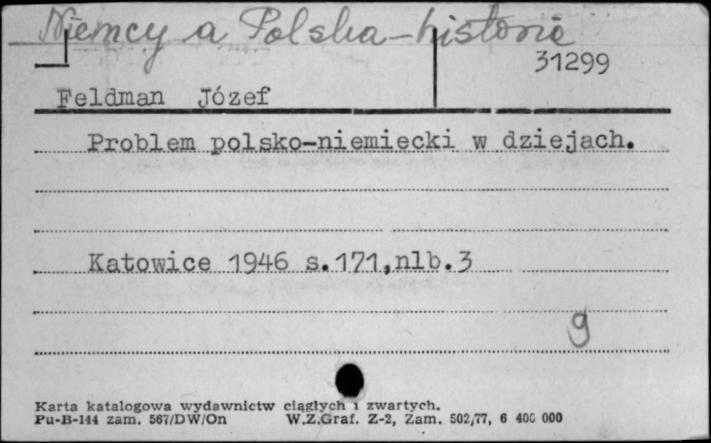 Niemcy a Polska - historia
31299
Feldman Józef
Problem polsko-niemiecki w dziejach.
Katowice 1946 s.171,nlb.3
g
Karta katalogowa wydawnictw ciągłych i zwartych.
Pu-B-144 zam. 567/DW/On W.Z.Graf. Z-2, Zam. 502/77, 6 400 000